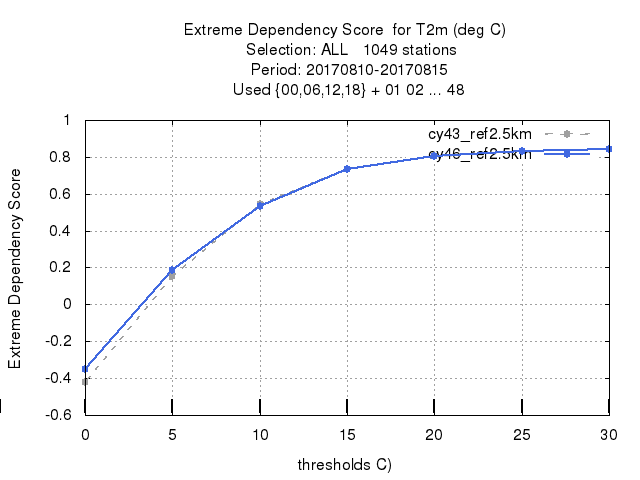 Extreme Dependency Score  for T2m (deg C)
Selection: ALL   1049 stations
Period: 20170810-20170815
Used {00,06,12,18} + 01 02 ... 48
cy43_ref2.5km
cy46_ref2.5km
Extreme Dependency Score
1
0.8
0.6
0.4
0.2
0
-0.2
-0.4
-0.6
0 5 10 15 20 25 30
thresholds C)